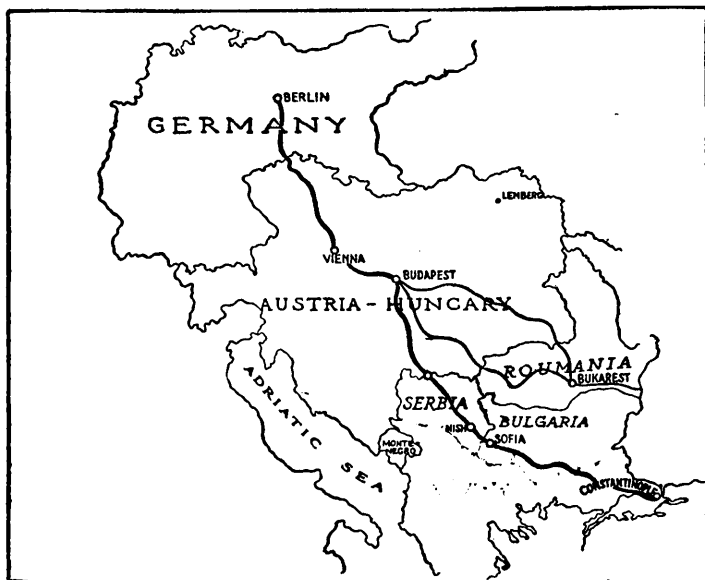 BERLIN
GERMANY
LEMBERG
VIENNA
BUDAPEST
AUSTRIA-HUNGARY
ROUMANIA
BUKAREST
ADRIATIC SEA
SERBIA
BULGARIA
NISH
SOFIA
MONTE-
NEGRO
CONSTANTINOPLE